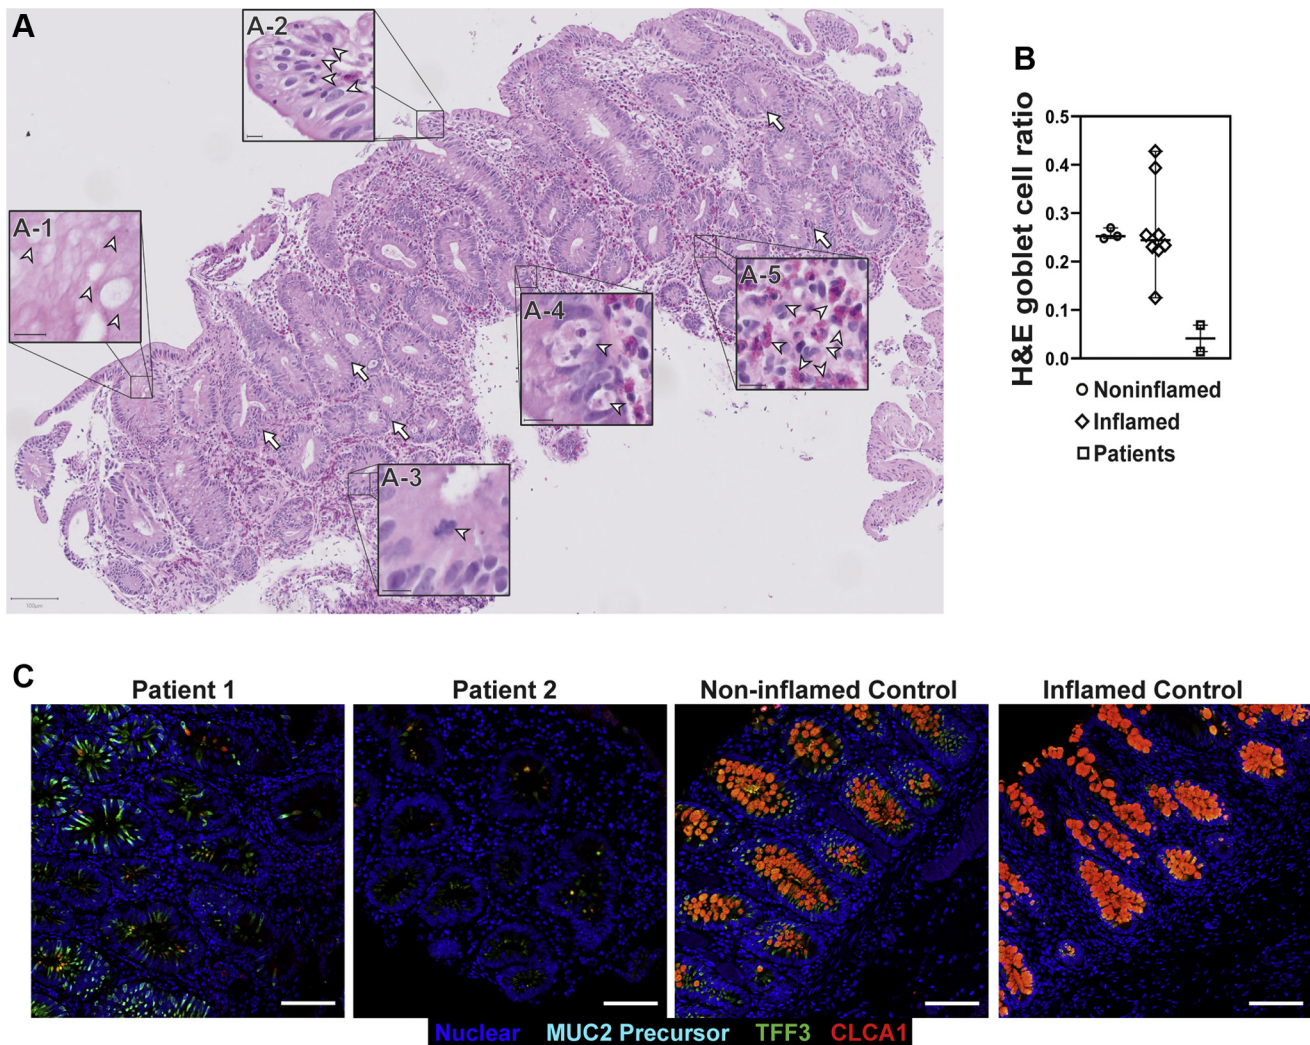 A
A-2
A-1
A-5
A-4
A-3
100μm
B
H&E goblet cell ratio
0.5
0.4
0.3
0.2
0.1
0.0
Noninflamed
Inflamed
Patients
C
Patient 1
Patient 2
Non-inflamed Control
Inflamed Control
Nuclear MUC2 Precursor TFF3 CLCA1